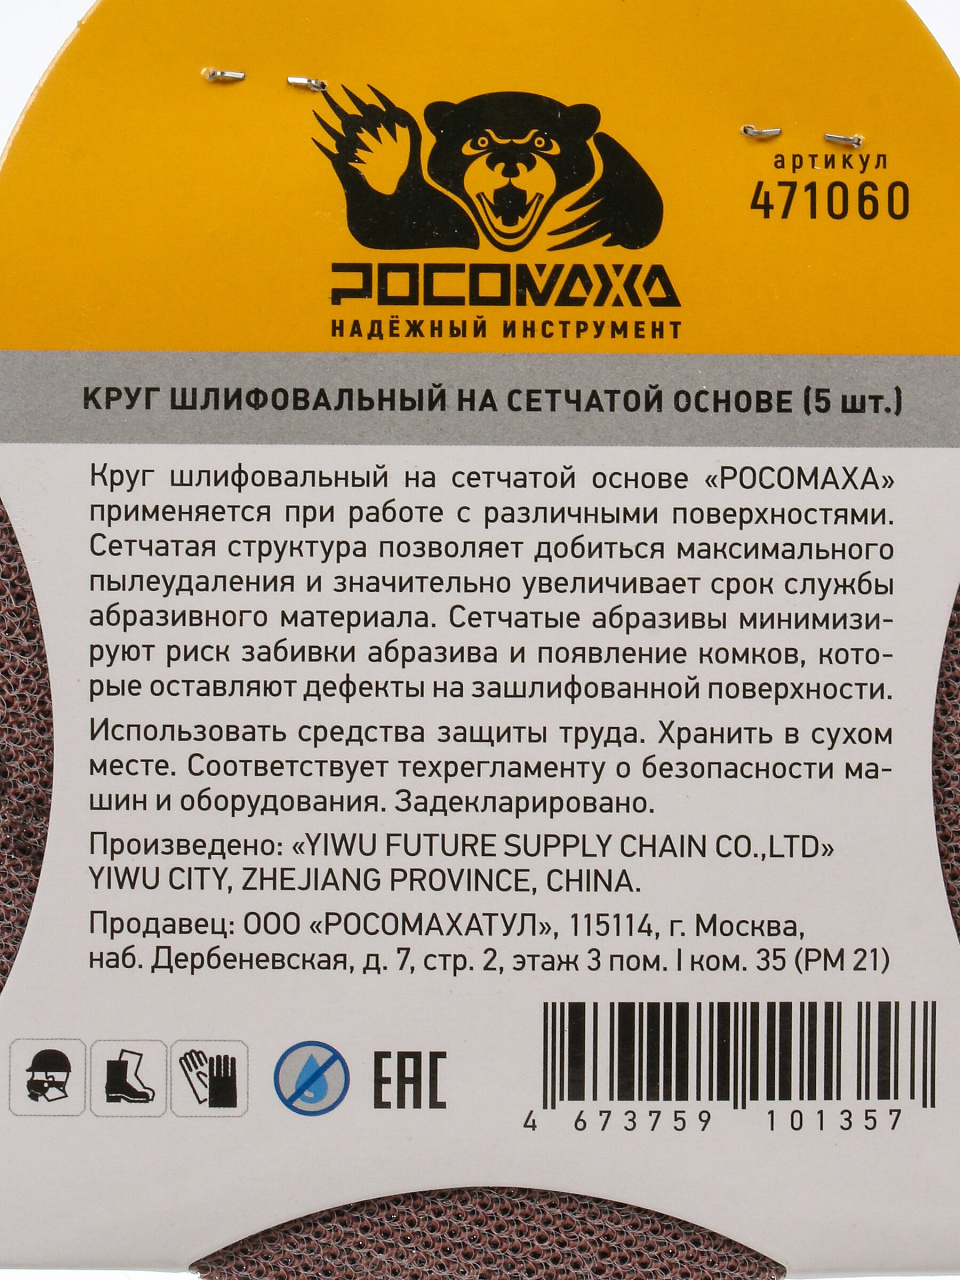 артикул
471060
РОСОМАХА
НАДЁЖНЫЙ ИНСТРУМЕНТ
КРУГ ШЛИФОВАЛЬНЫЙ НА СЕТЧАТОЙ ОСНОВЕ (5 шт.)
Круг шлифовальный на сетчатой основе «РОСОМАХА»
применяется при работе с различными поверхностями.
Сетчатая структура позволяет добиться максимального
пылеудаления и значительно увеличивает срок службы
абразивного материала. Сетчатые абразивы минимизи-
руют риск забивки абразива и появление комков, кото-
рые оставляют дефекты на зашлифованной поверхности.
Использовать средства защиты труда. Хранить в сухом
месте. Соответствует техрегламенту о безопасности ма-
шин и оборудования. Задекларировано.
Произведено: «YIWU FUTURE SUPPLY CHAIN CO.,LTD»
YIWU CITY, ZHEJIANG PROVINCE, CHINA.
Продавец: ООО «РОСОМАХАТУЛ», 115114, г. Москва,
наб. Дербеневская, д. 7, стр. 2, этаж 3 пом. I ком. 35 (РМ 21)
EAC
4 673759 101357